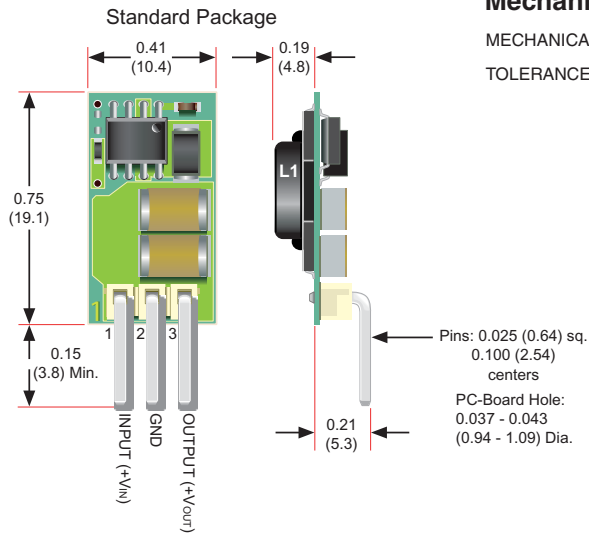 Standard Package
Mechani
MECHANICA
TOLERANCE
0.41
(10.4)
0.19
(4.8)
L1
0.75
(19.1)
1
1 2 3
0.15
(3.8) Min.
INPUT (+VIN)
GND
OUTPUT (+VOUT)
Pins: 0.025 (0.64) sq.
0.100 (2.54)
centers
PC-Board Hole:
0.037 - 0.043
(0.94 - 1.09) Dia.
0.21
(5.3)